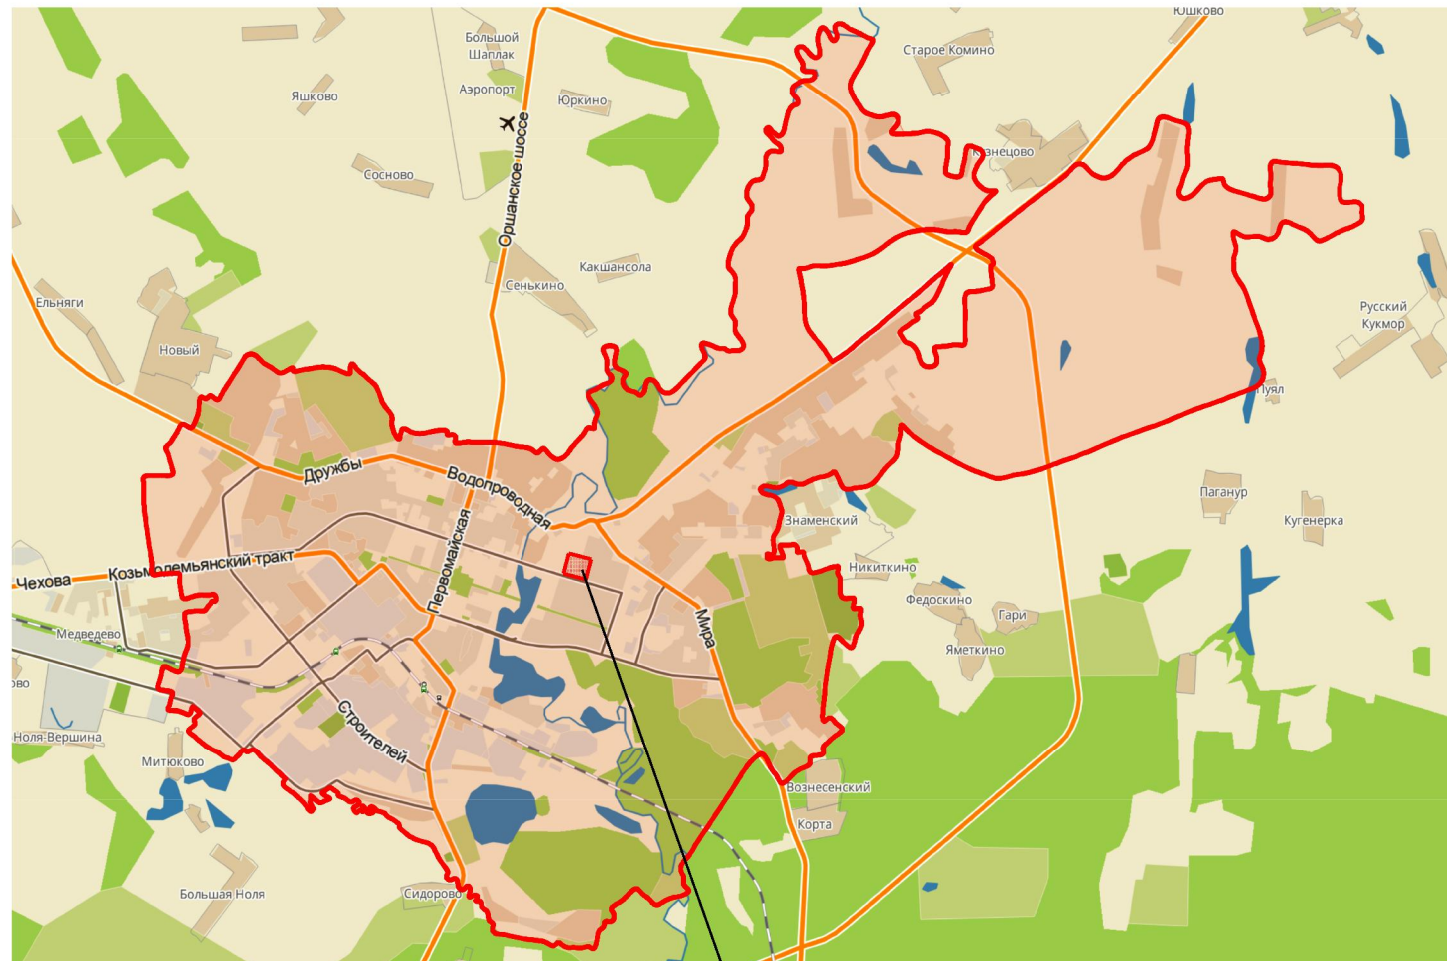 Юшково
Большой
Шаплак
Старое Комино
Аэропорт
Яшково
Юркино
Кузнецово
Сосново
Оршанское шоссе
Какшансола
Сенькино
Ельняги
Русский
Кукмор
Новый
Пуял
Дружбы
Водопроводная
Паганур
Знаменский
Кугенерка
Первомайская
Козьмодемьянский тракт
Чехова
Никиткино
Федоскино
Гари
Медведево
Мира
Яметкино
ово
Строителей
Ноля-Вершина
Митюково
Вознесенский
Корта
Большая Ноля
Сидорово